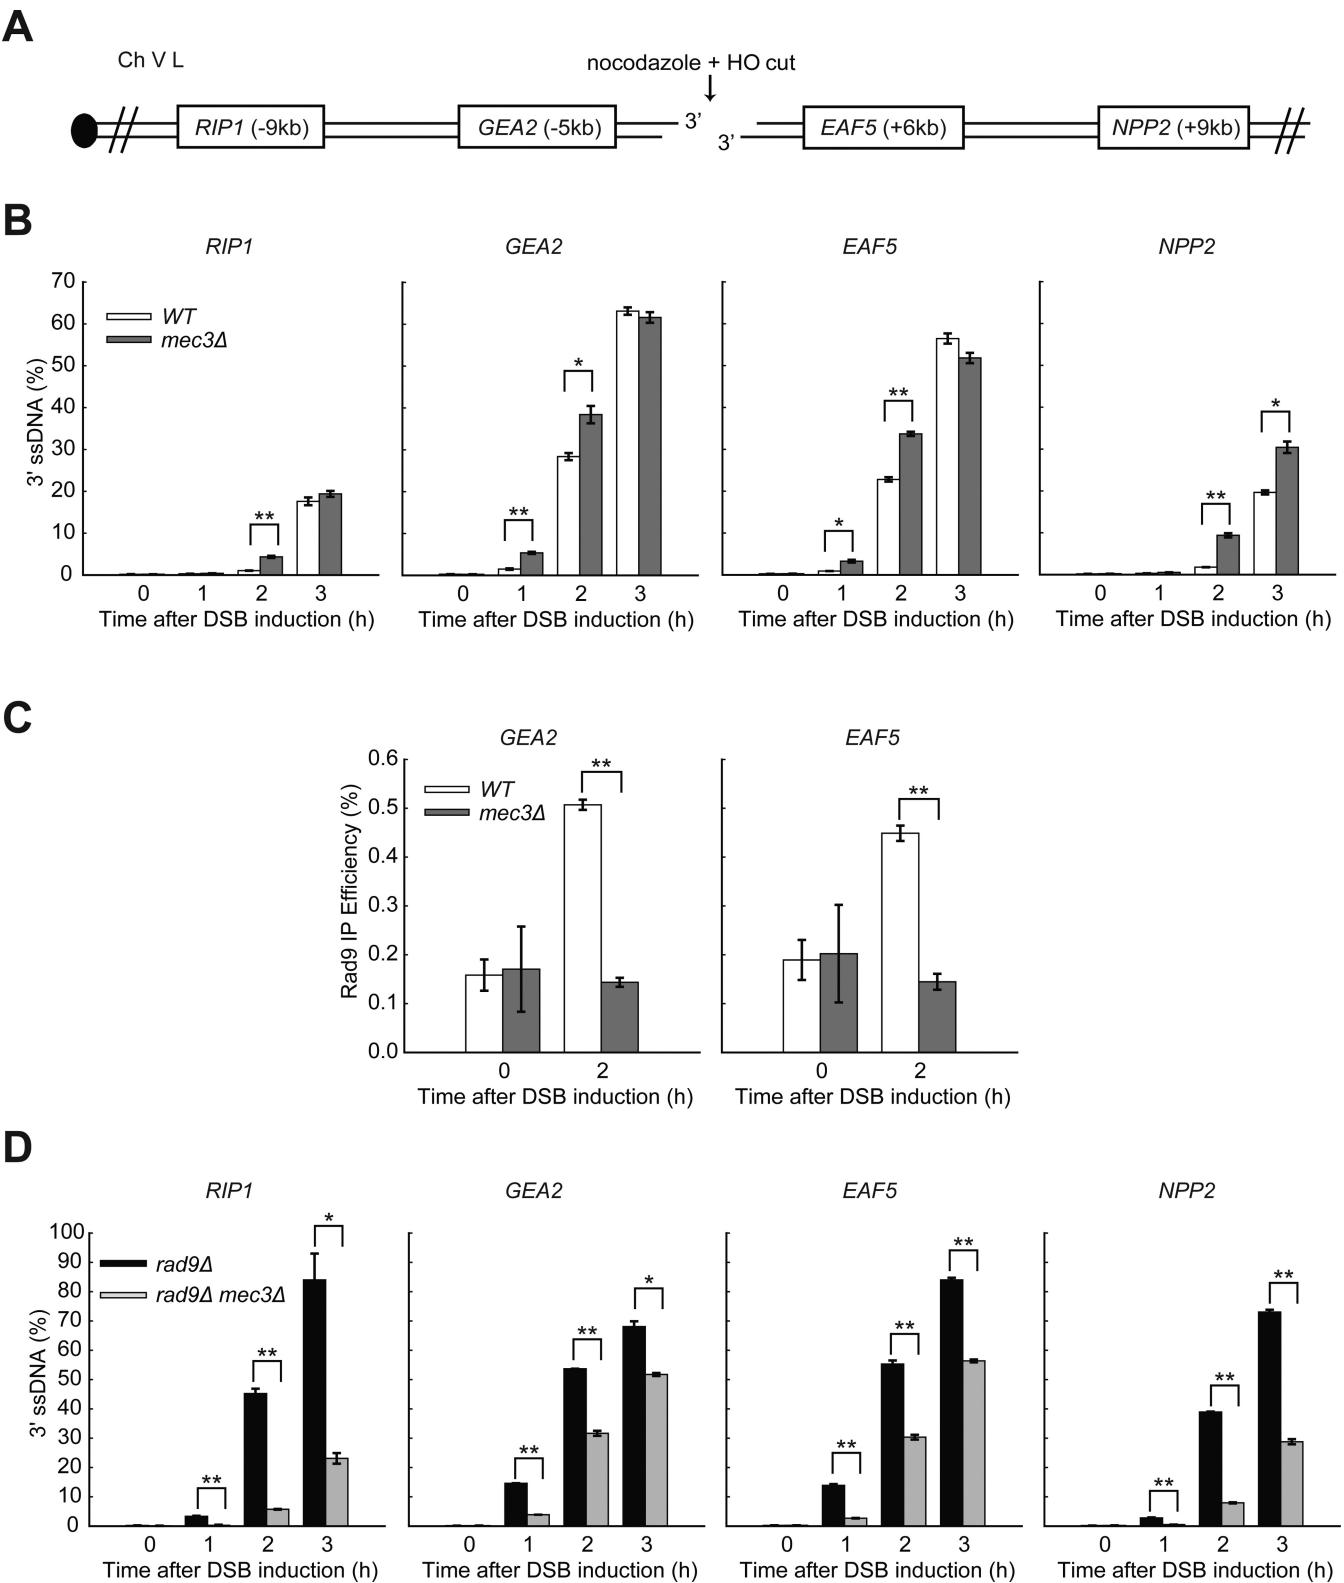 A
Ch V L
nocodazole + HO cut
RIP1 (-9kb)
GEA2 (-5kb)
3’
3’
EAF5 (+6kb)
NPP2 (+9kb)
B
RIP1 GEA2 EAF5 NPP2
3' ssDNA (%)
70
60
50
40
30
20
10
0
WT
mec3Δ
**
** *
* **
** *
0 1 2 3
0 1 2 3
0 1 2 3
0 1 2 3
Time after DSB induction (h)
Time after DSB induction (h)
Time after DSB induction (h)
Time after DSB induction (h)
C
GEA2 EAF5
Rad9 IP Efficiency (%)
0.6
0.5
0.4
0.3
0.2
0.1
0.0
WT
mec3Δ
**
**
0 2
0 2
Time after DSB induction (h)
Time after DSB induction (h)
D
RIP1 GEA2 EAF5 NPP2
3' ssDNA (%)
100
90
80
70
60
50
40
30
20
10
0
rad9Δ
rad9Δ mec3Δ
** ** *
** ** *
** ** **
** ** **
0 1 2 3
0 1 2 3
0 1 2 3
0 1 2 3
Time after DSB induction (h)
Time after DSB induction (h)
Time after DSB induction (h)
Time after DSB induction (h)